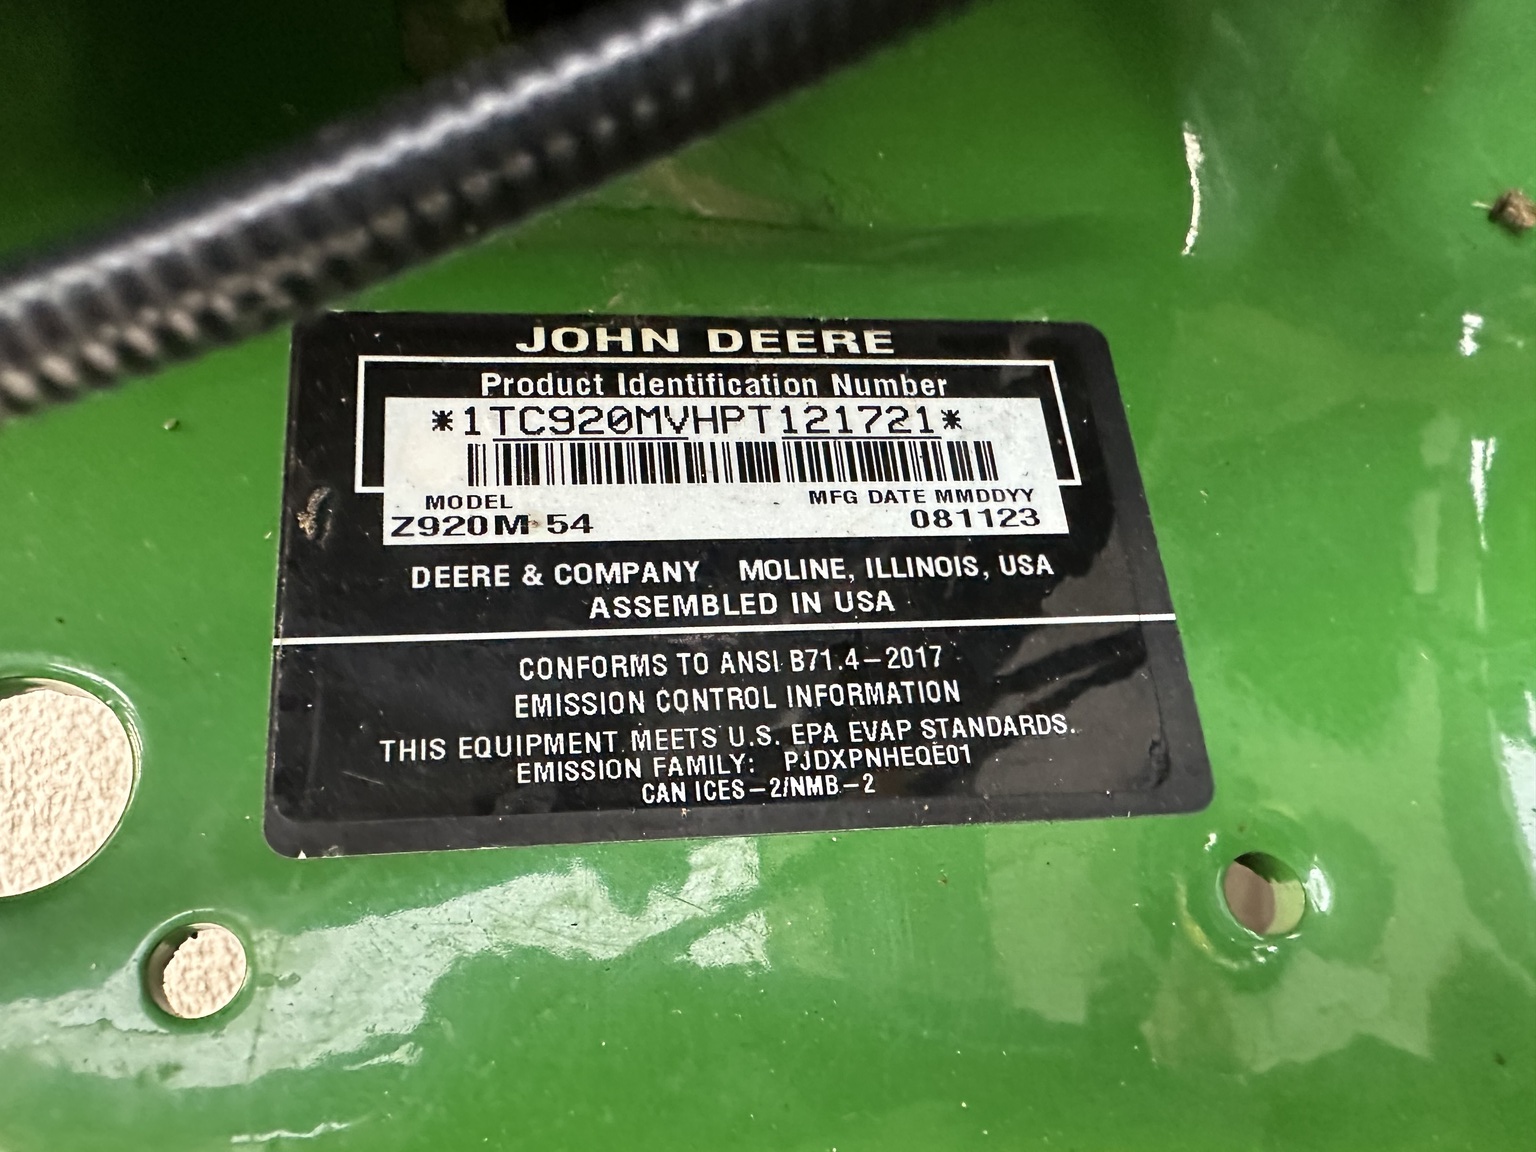 JOHN DEERE
Product Identification Number
*1TC920MVHPT121721*
MODEL MFG DATE MMDDYY
Z920M 54 081123
DEERE & COMPANY MOLINE, ILLINOIS, USA
ASSEMBLED IN USA
CONFORMS TO ANSI B71.4-2017
EMISSION CONTROL INFORMATION
THIS EQUIPMENT MEETS U.S. EPA EVAP STANDARDS.
EMISSION FAMILY: PJDXPNHEQE01
CAN ICES-2/NMB-2